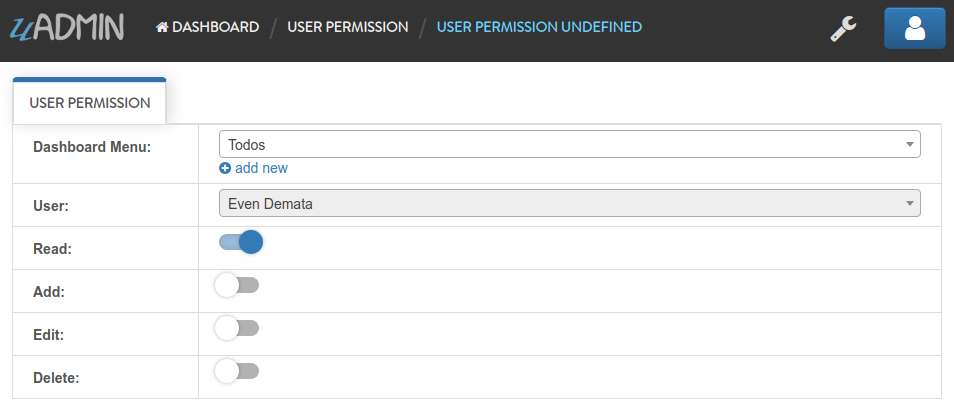 uADMIN DASHBOARD / USER PERMISSION / USER PERMISSION UNDEFINED
USER PERMISSION
Dashboard Menu: Todos
add new
User: Even Demata
Read:
Add:
Edit:
Delete: